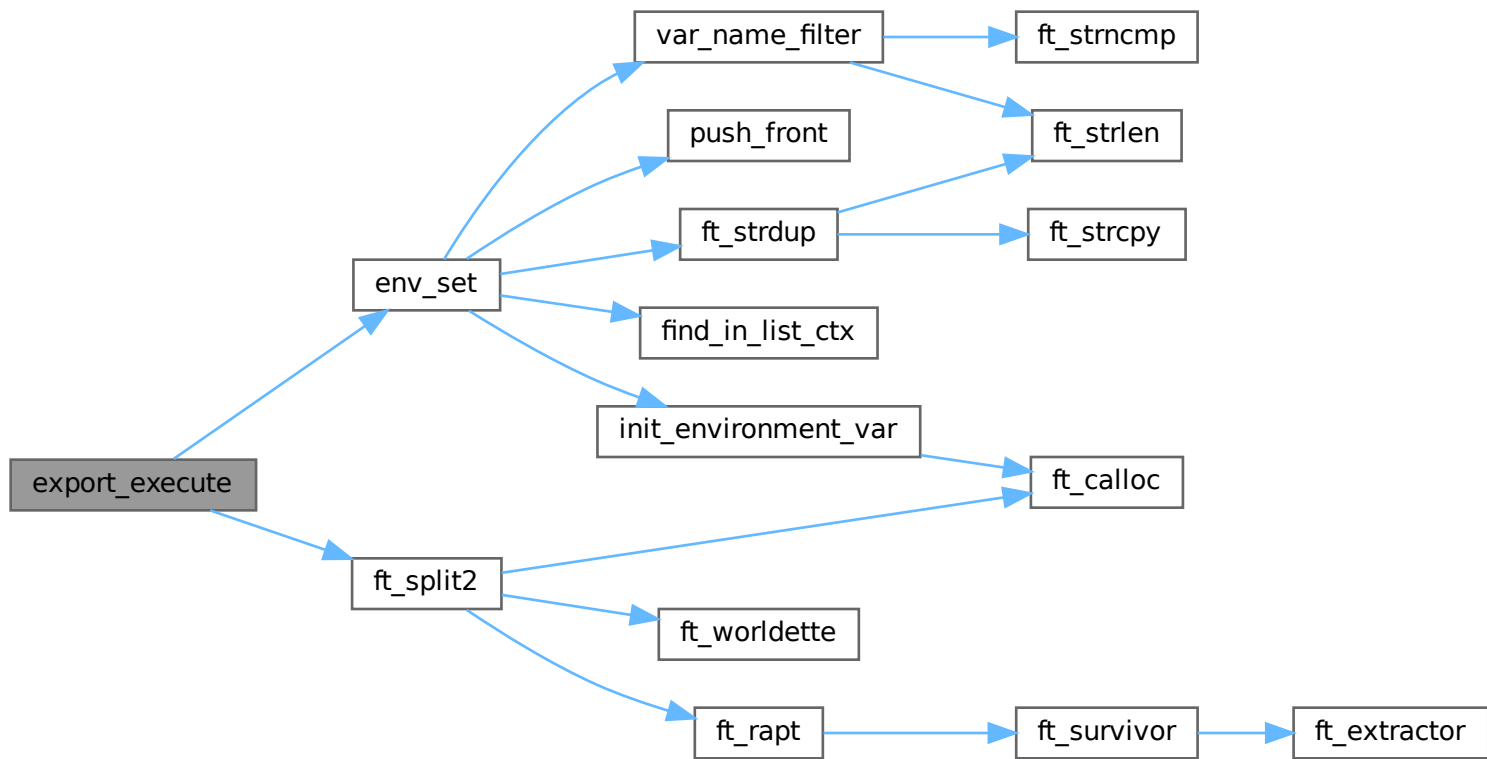 var_name_filter
ft_strncmp
push_front
ft_strlen
ft_strdup
ft_strcpy
env_set
find_in_list_ctx
init_environment_var
export_execute
ft_calloc
ft_split2
ft_worldette
ft_rapt
ft_survivor
ft_extractor